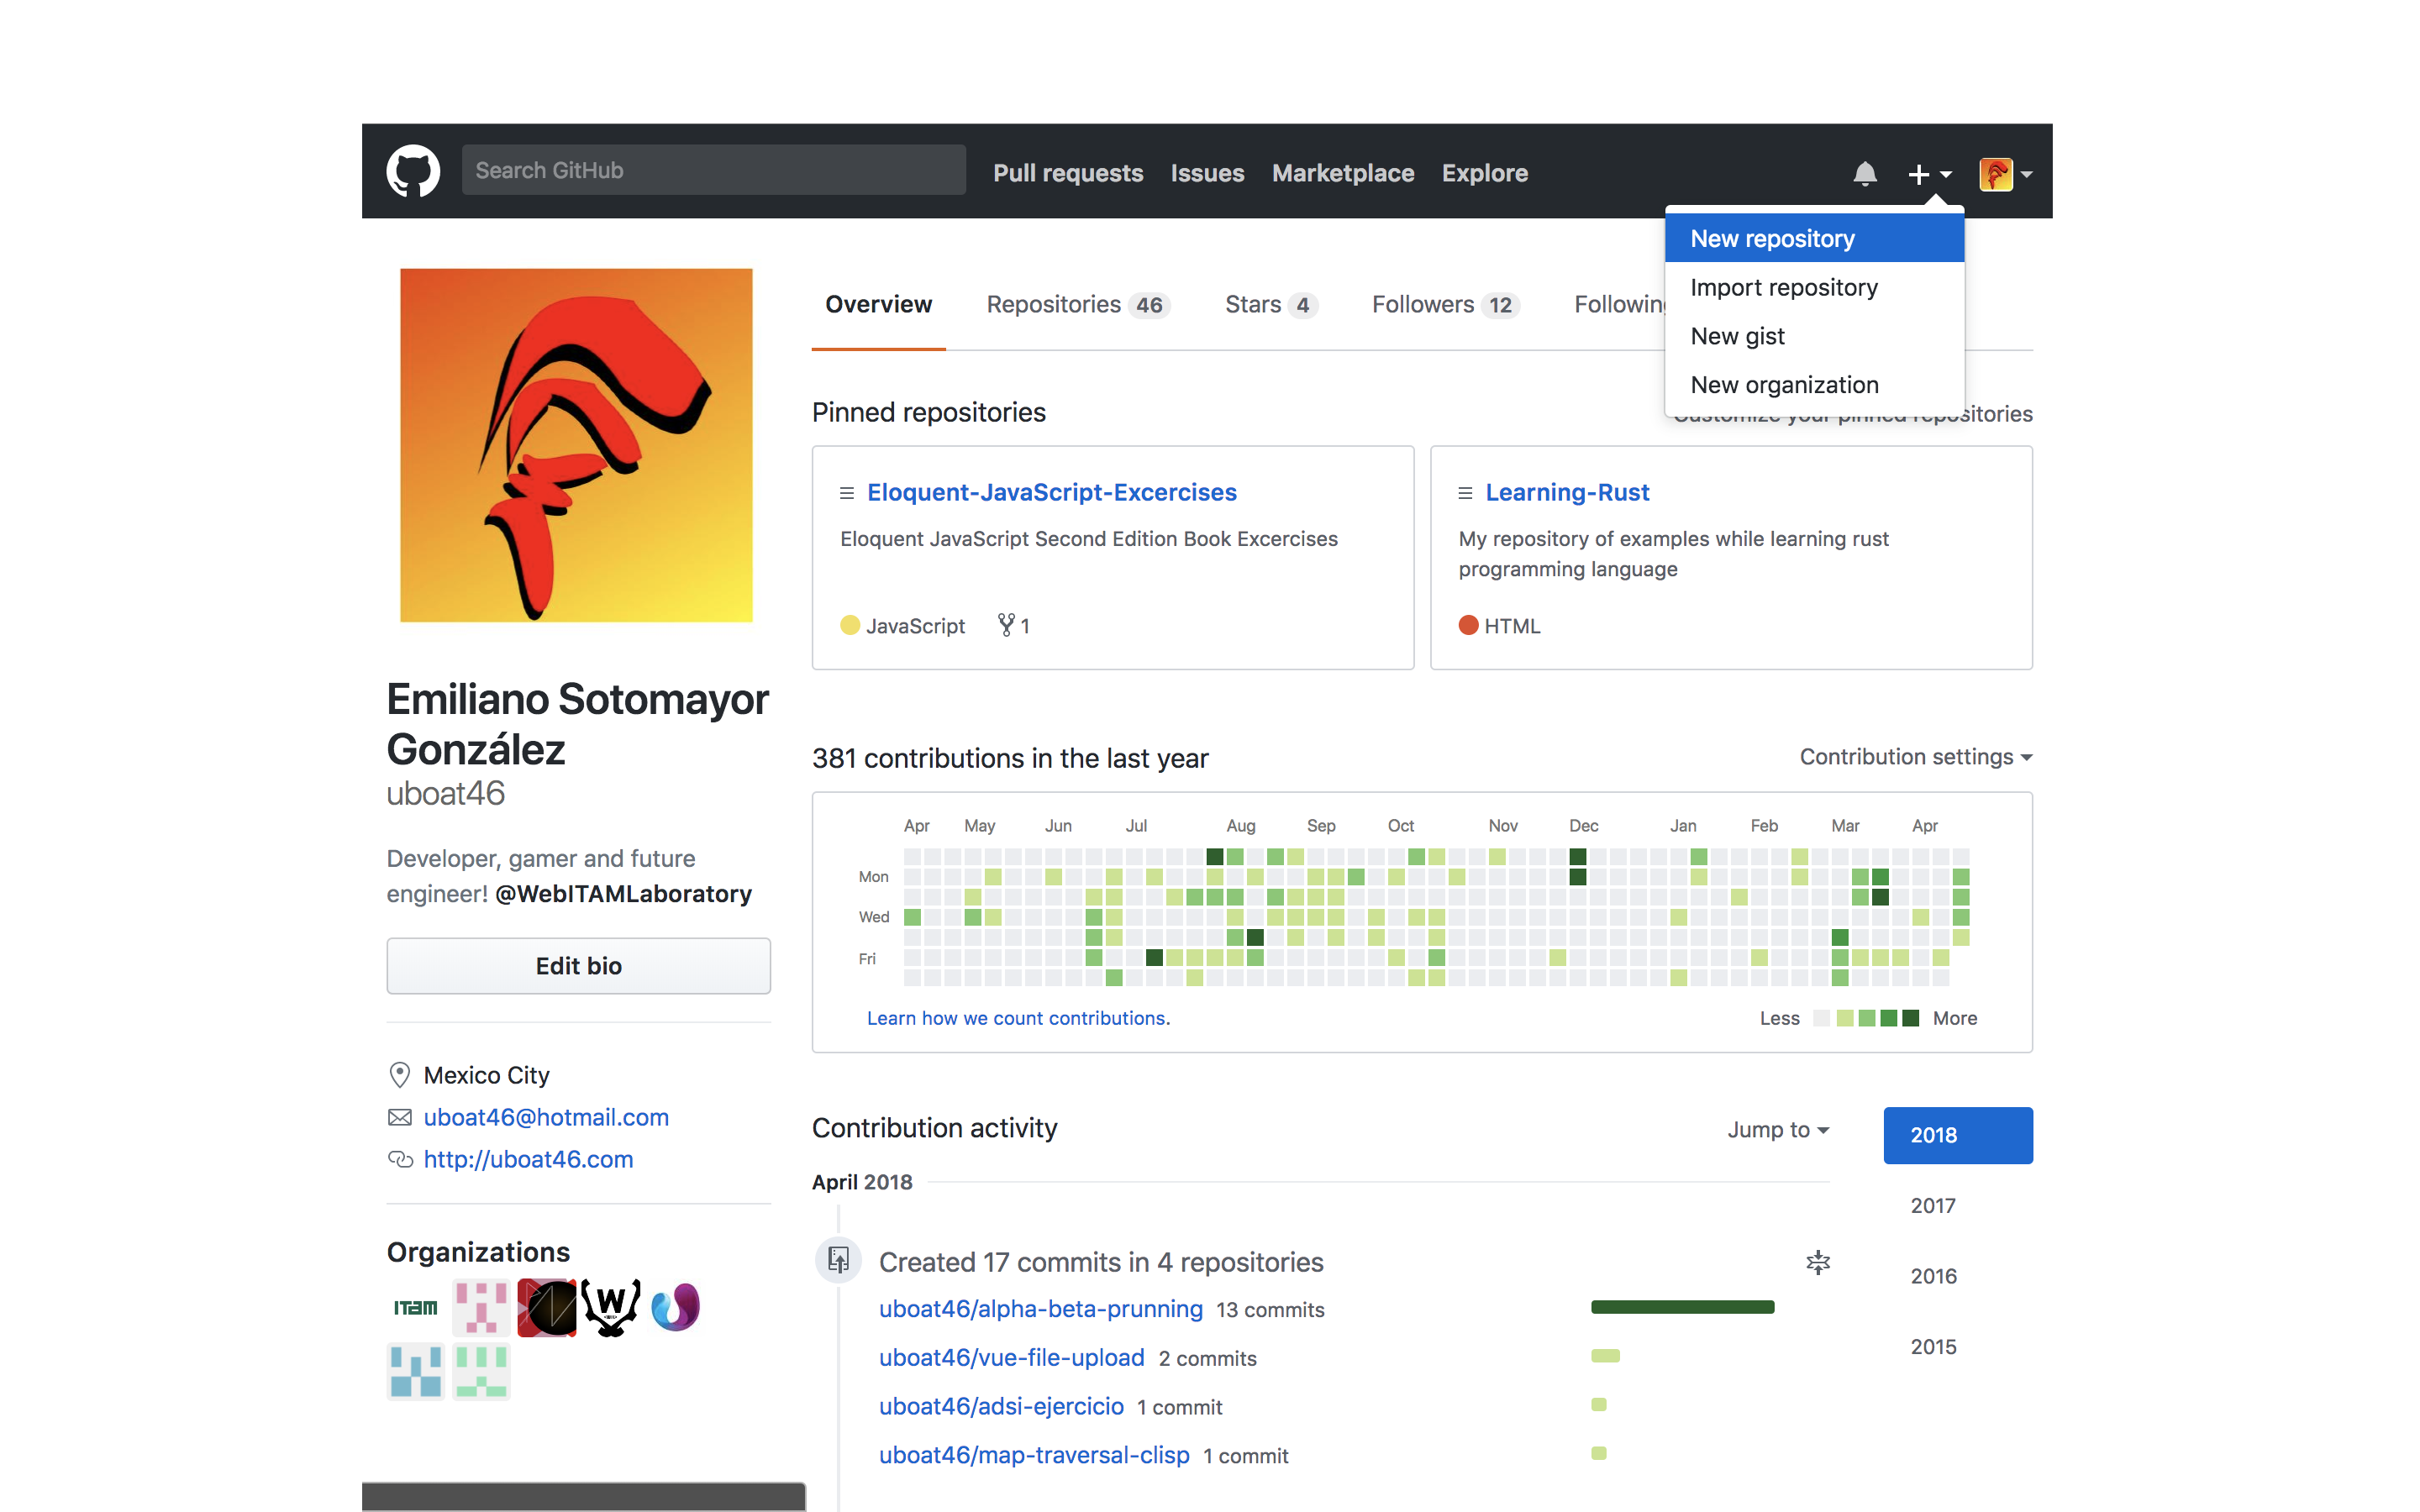 Search GitHub
Pull requests Issues Marketplace Explore
New repository
Import repository
New gist
New organization
Overview Repositories 46 Stars 4 Followers 12 Following
Pinned repositories
Customize your pinned repositories
Eloquent-JavaScript-Excercises
Eloquent JavaScript Second Edition Book Excercises
JavaScript 1
Learning-Rust
My repository of examples while learning rust
programming language
HTML
Emiliano Sotomayor
González
uboat46
Developer, gamer and future
engineer! @WebITAMLaboratory
Edit bio
Mexico City
uboat46@hotmail.com
http://uboat46.com
Organizations
ITAM
W
381 contributions in the last year
Contribution settings
Apr May Jun Jul Aug Sep Oct Nov Dec Jan Feb Mar Apr
Mon
Wed
Fri
Learn how we count contributions.
Less More
Contribution activity
Jump to
2018
2017
2016
2015
April 2018
Created 17 commits in 4 repositories
uboat46/alpha-beta-prunning 13 commits
uboat46/vue-file-upload 2 commits
uboat46/adsi-ejercicio 1 commit
uboat46/map-traversal-clisp 1 commit